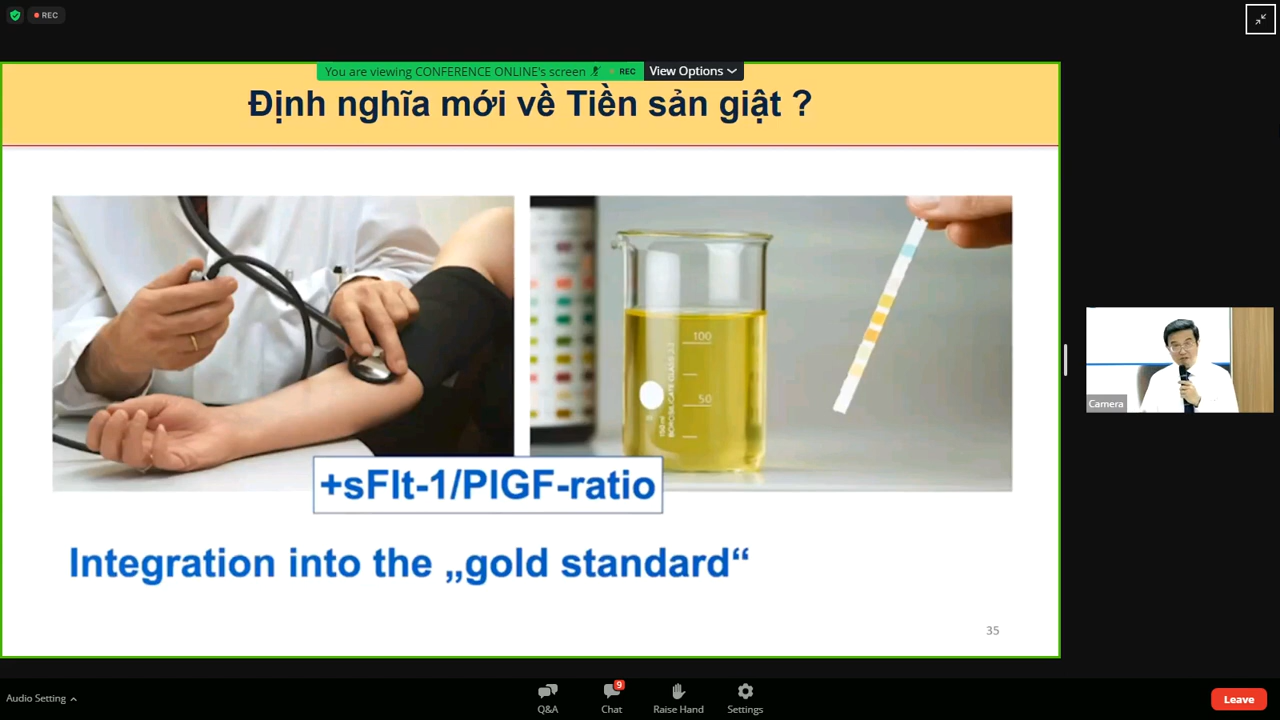 REC
You are viewing CONFERENCE ONLINE's screen
REC
View Options
Định nghĩa mới về Tiền sản giật ?
100
50
+sFlt-1/PlGF-ratio
Integration into the „gold standard“
35
Camera
Audio Setting
Q&A
9
Chat
Raise Hand
Settings
Leave